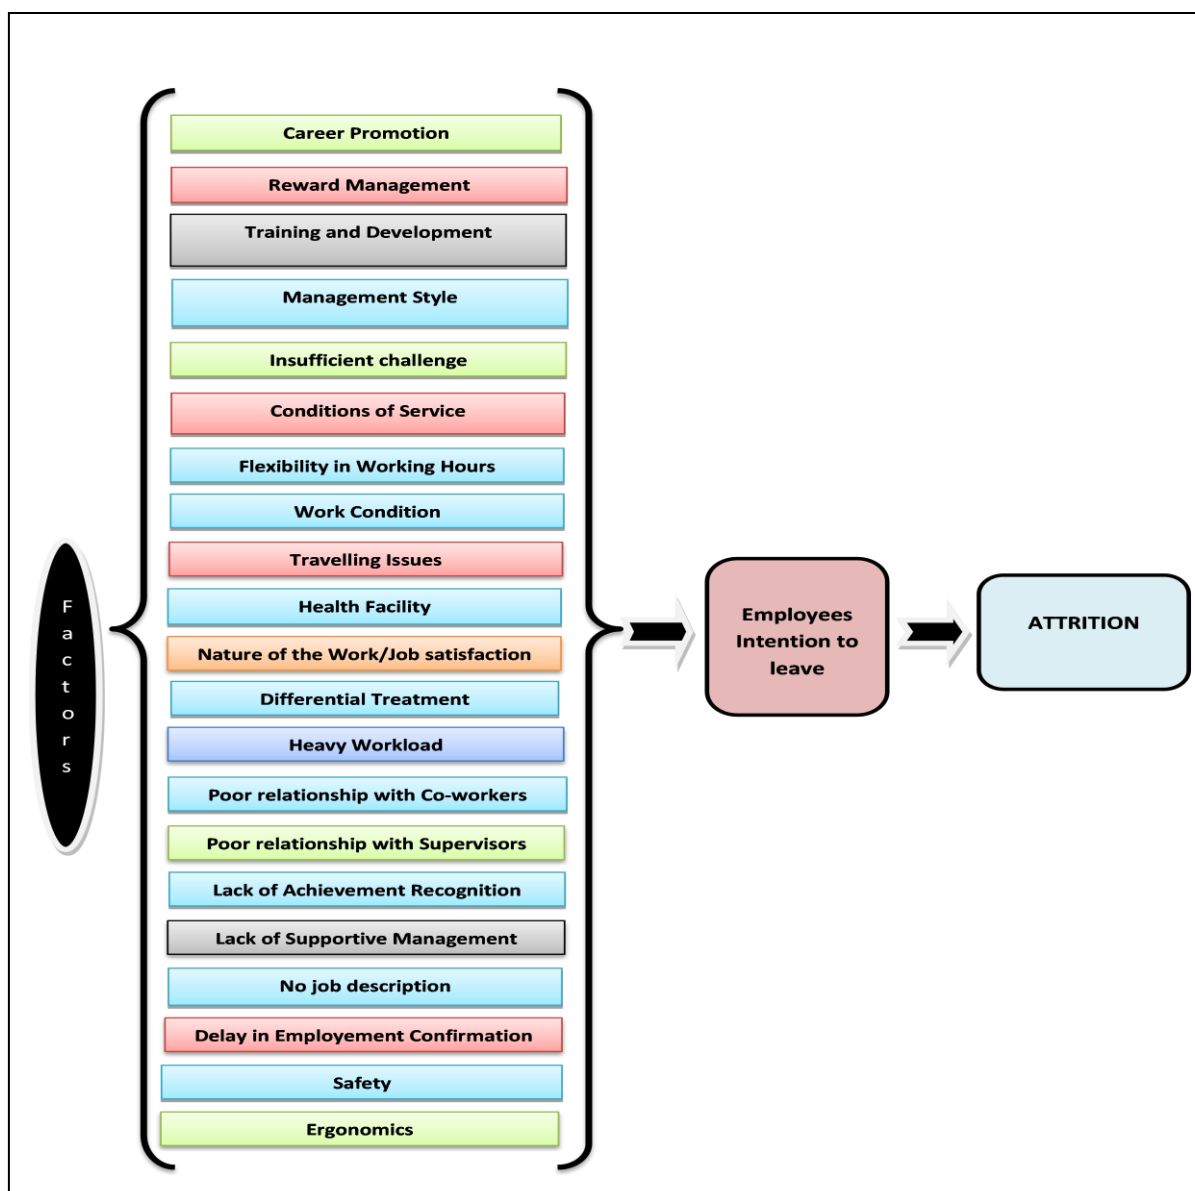 Career Promotion
Reward Management
Training and Development
Management Style
Insufficient challenge
Conditions of Service
Flexibility in Working Hours
Work Condition
Travelling Issues
Health Facility
Nature of the Work/Job satisfaction
Differential Treatment
Heavy Workload
Poor relationship with Co-workers
Poor relationship with Supervisors
Lack of Achievement Recognition
Lack of Supportive Management
No job description
Delay in Employement Confirmation
Safety
Ergonomics
Factors
Employees
Intention to
leave
ATTRITION